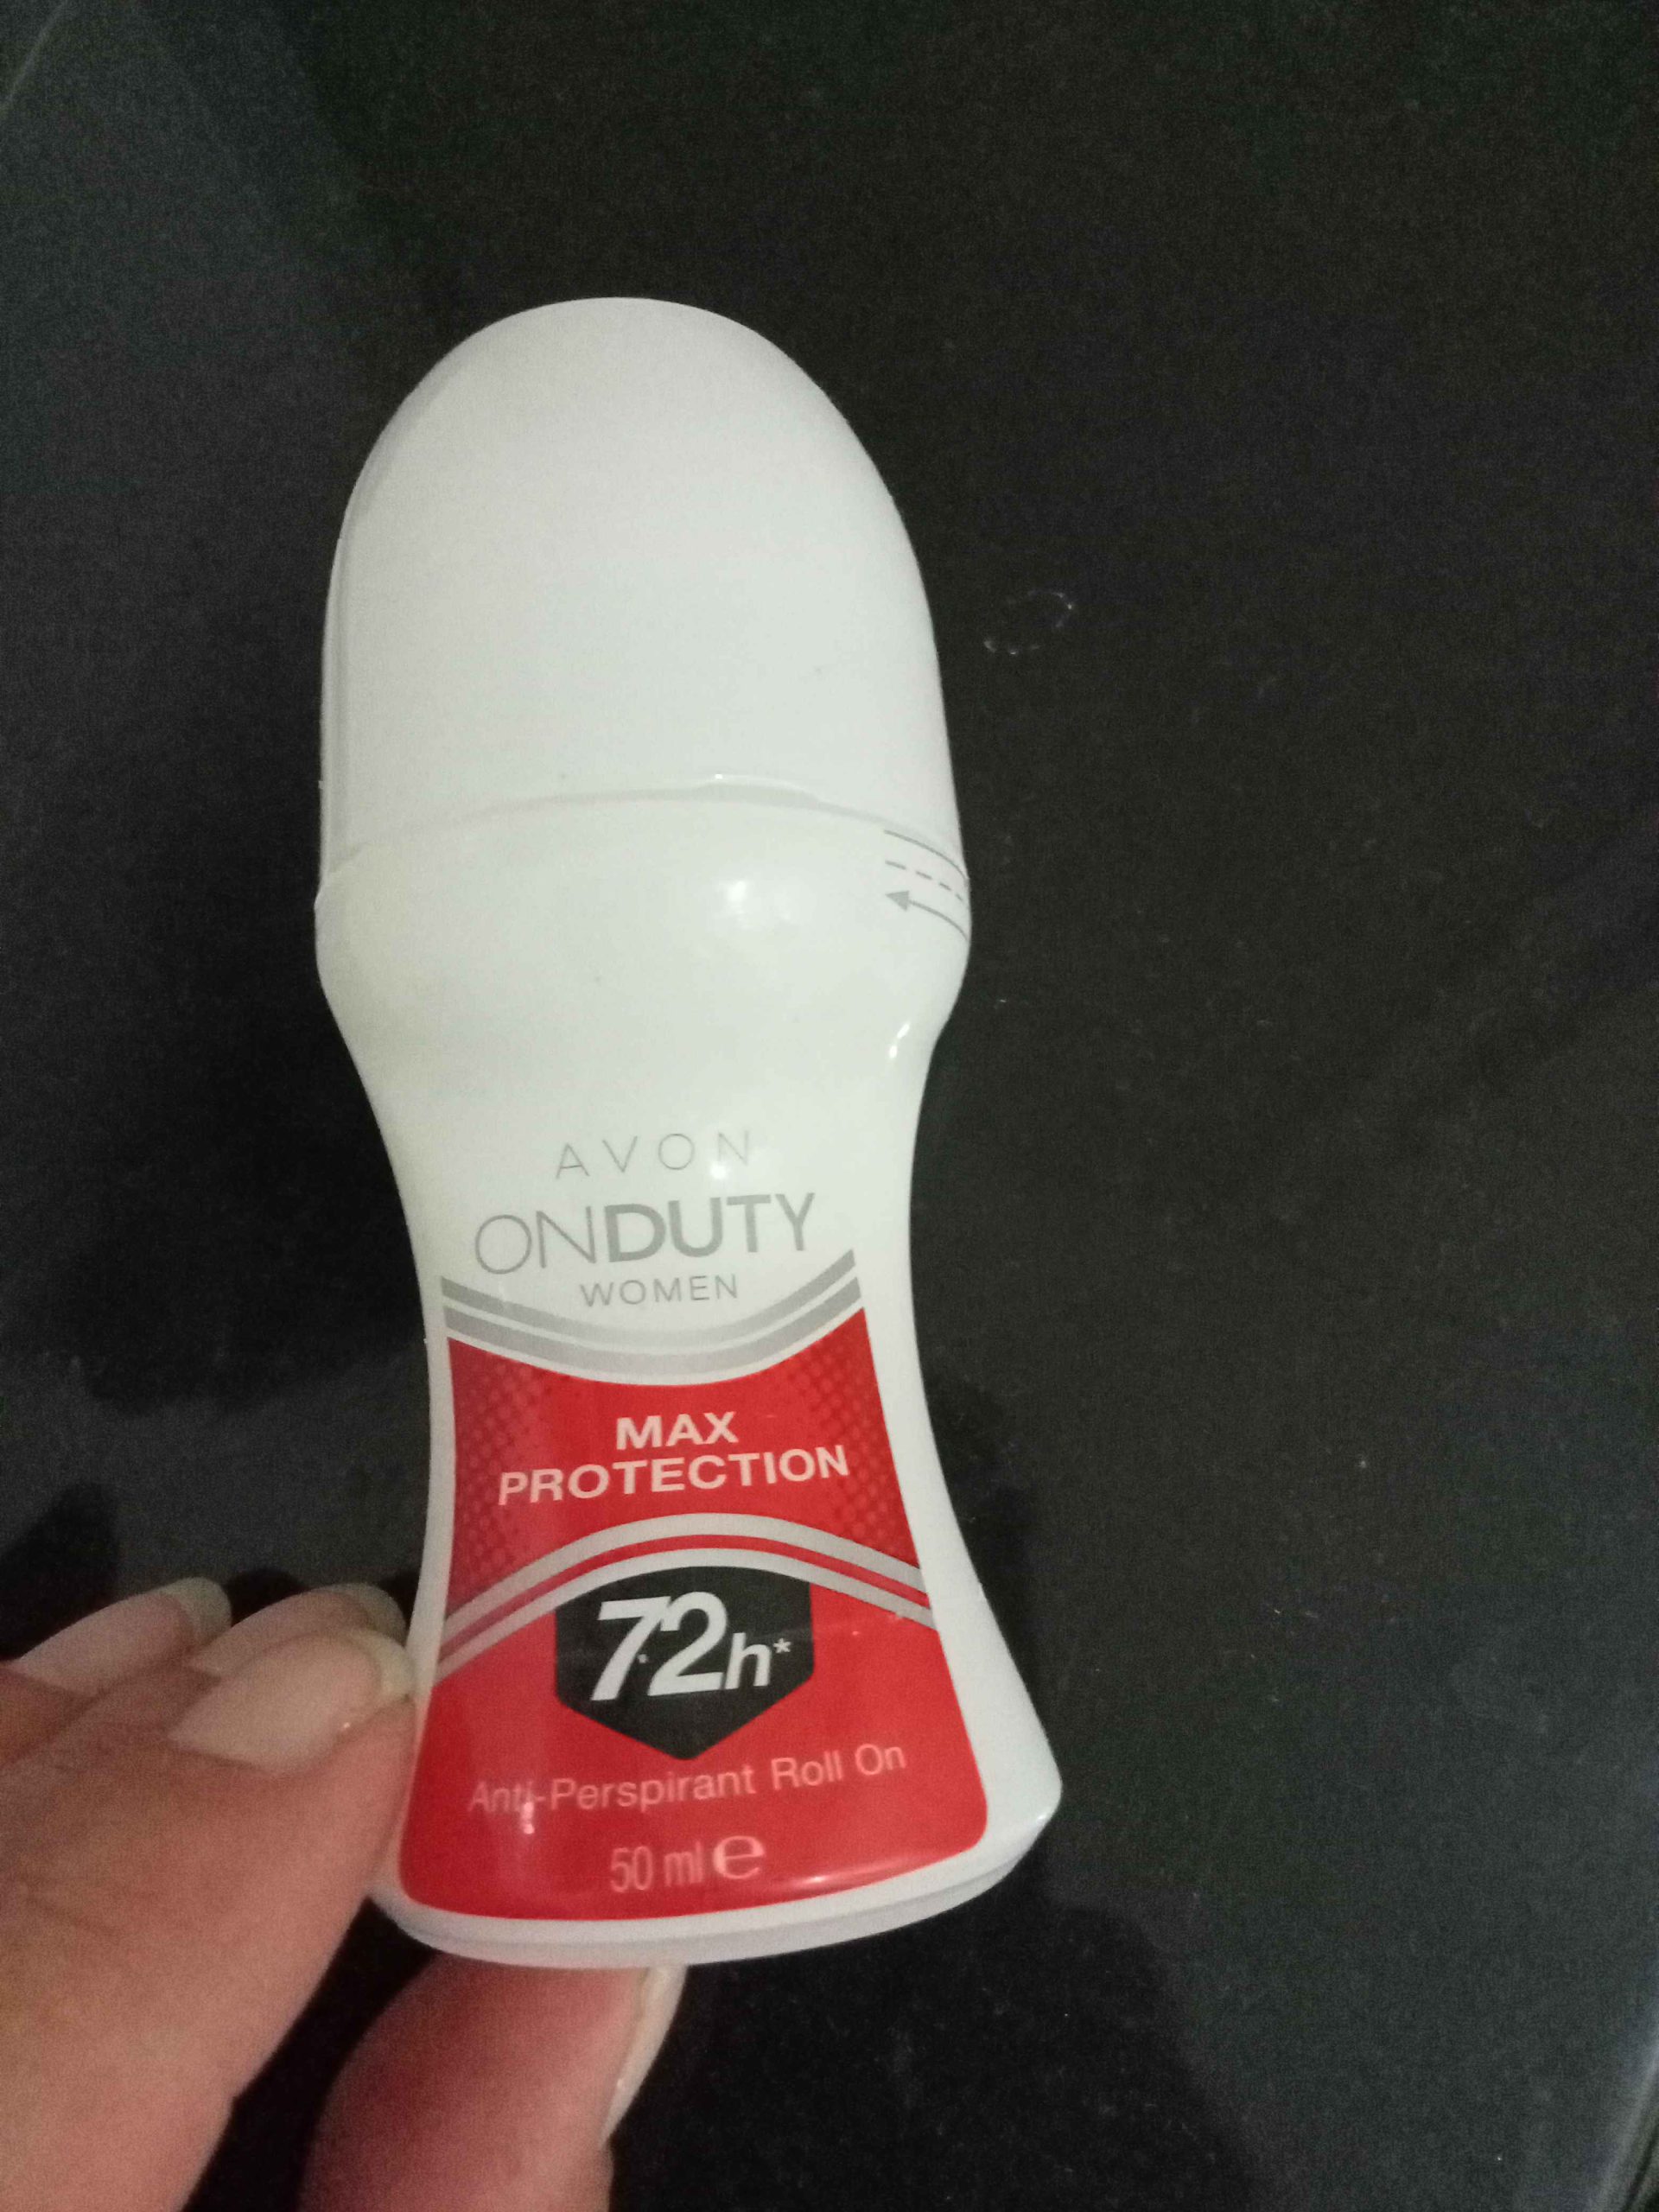 AVON
ONDUTY
WOMEN
MAX
PROTECTION
72h*
Anti-Perspirant Roll On
50 ml ℮